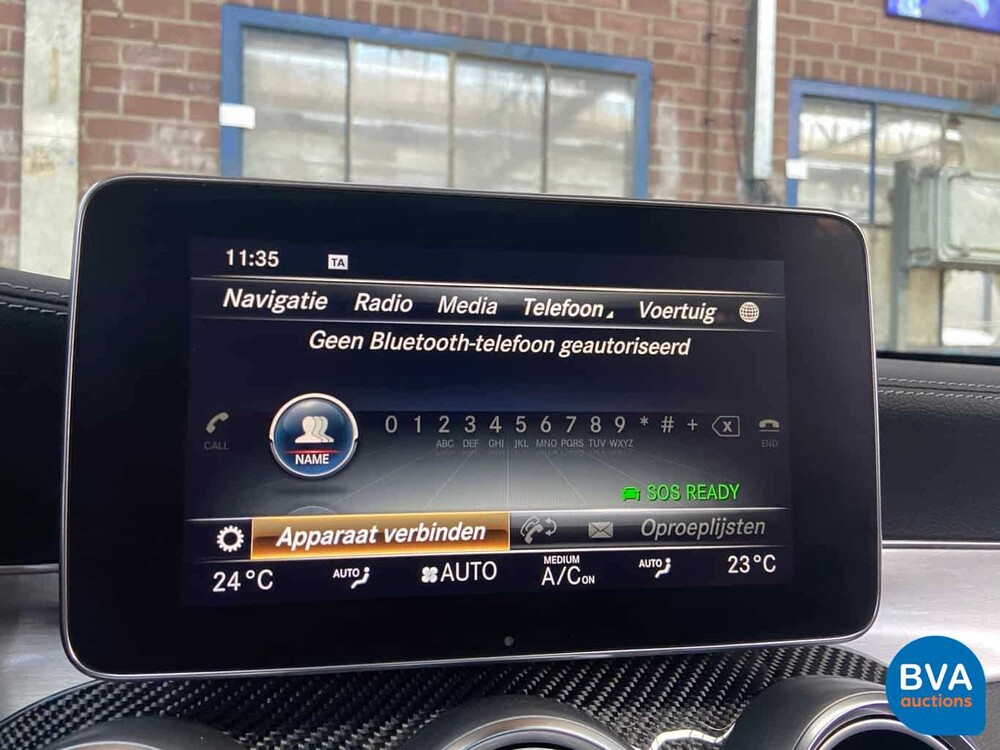 11:35 TA
Navigatie Radio Media Telefoon Voertuig
Geen Bluetooth-telefoon geautoriseerd
CALL NAME 0 1 2 3 4 5 6 7 8 9 * # + X END
ABC DEF GHI JKL MNO PQRS TUV WXYZ
SOS READY
Apparaat verbinden Oproeplijsten
24°C AUTO AUTO MEDIUM A/C ON AUTO 23°C
BVA
auctions